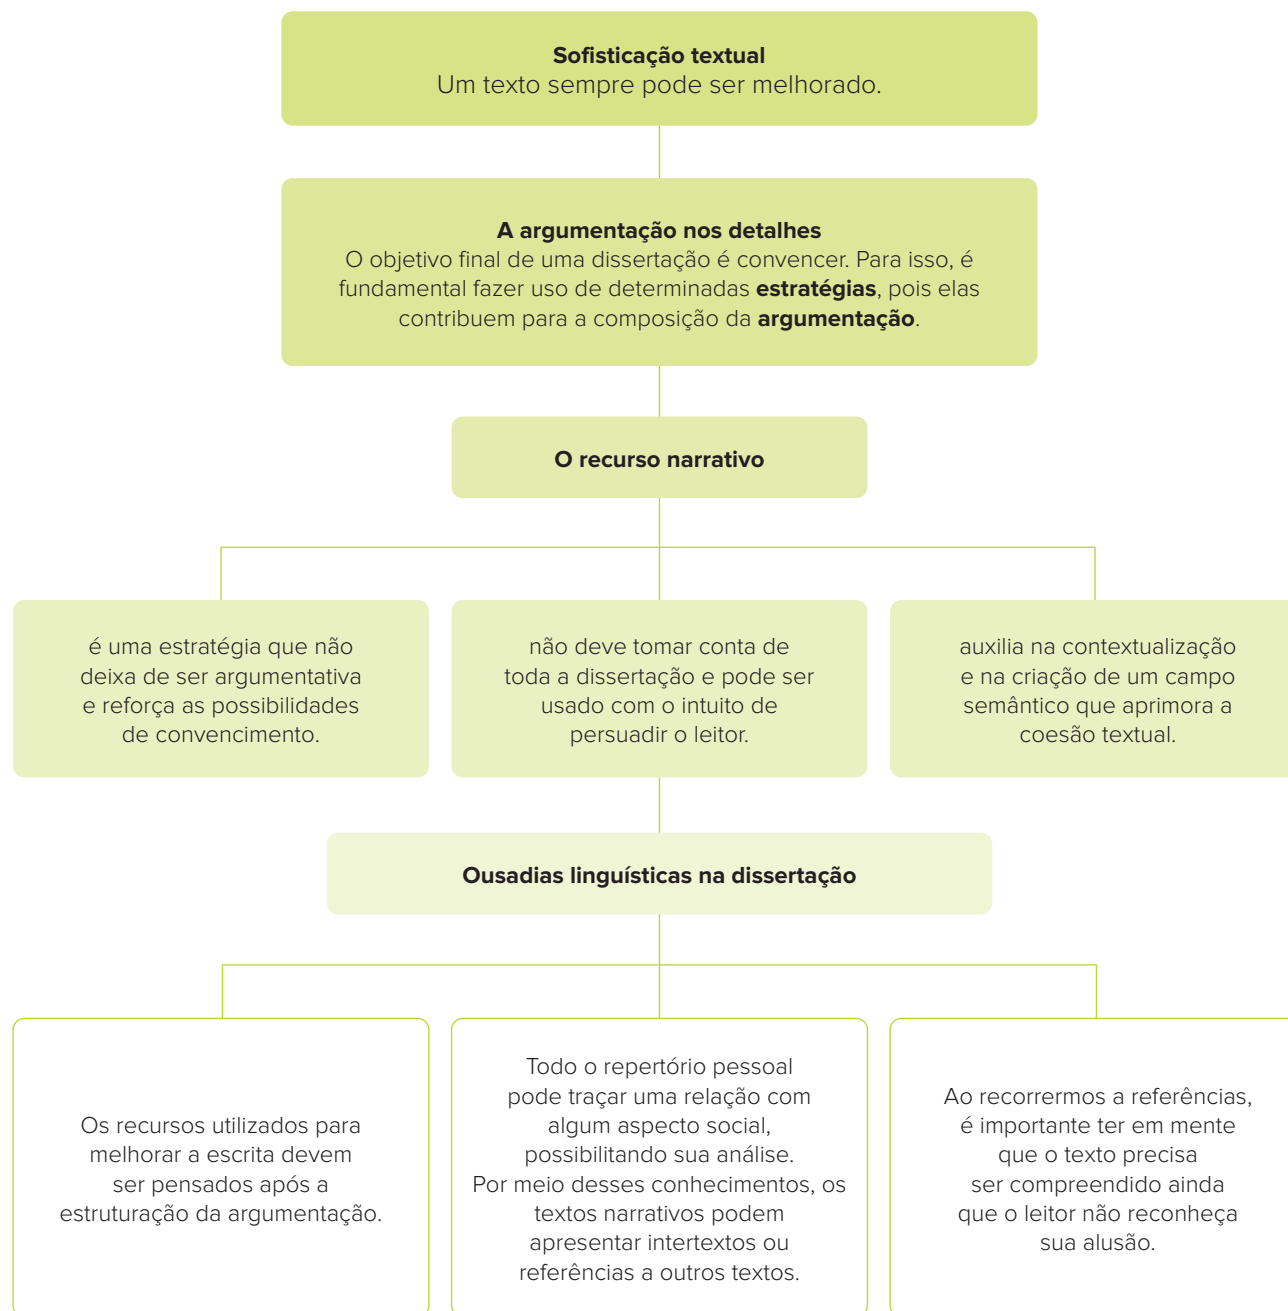 Sofisticação textual
Um texto sempre pode ser melhorado.
A argumentação nos detalhes
O objetivo final de uma dissertação é convencer. Para isso, é
fundamental fazer uso de determinadas estratégias, pois elas
contribuem para a composição da argumentação.
O recurso narrativo
é uma estratégia que não
deixa de ser argumentativa
e reforça as possibilidades
de convencimento.
não deve tomar conta de
toda a dissertação e pode ser
usado com o intuito de
persuadir o leitor.
auxilia na contextualização
e na criação de um campo
semântico que aprimora a
coesão textual.
Ousadias linguísticas na dissertação
Os recursos utilizados para
melhorar a escrita devem
ser pensados após a
estruturação da argumentação.
Todo o repertório pessoal
pode traçar uma relação com
algum aspecto social,
possibilitando sua análise.
Por meio desses conhecimentos, os
textos narrativos podem
apresentar intertextos ou
referências a outros textos.
Ao recorrermos a referências,
é importante ter em mente
que o texto precisa
ser compreendido ainda
que o leitor não reconheça
sua alusão.